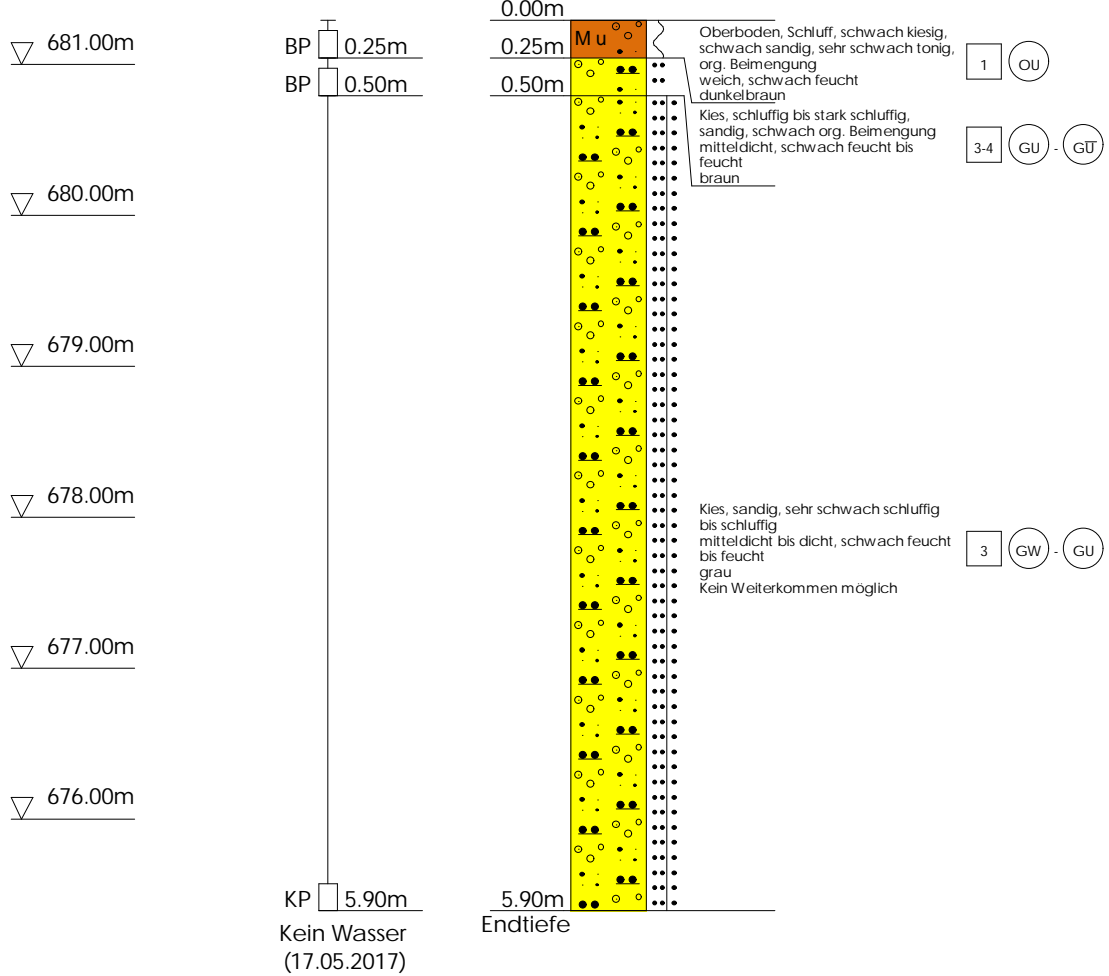 0.00m
681.00m
BP 0.25m
0.25m
Mu
Oberboden, Schluff, schwach kiesig,
schwach sandig, sehr schwach tonig,
org. Beimengung
weich, schwach feucht
dunkelbraun
1 OU
BP 0.50m
0.50m
Kies, schluffig bis stark schluffig,
sandig, schwach org. Beimengung
mitteldicht, schwach feucht bis
feucht
braun
3-4 GU - GU̅
680.00m
679.00m
678.00m
Kies, sandig, sehr schwach schluffig
bis schluffig
mitteldicht bis dicht, schwach feucht
bis feucht
grau
Kein Weiterkommen möglich
3 GW - GU
677.00m
676.00m
KP 5.90m
5.90m
Endtiefe
Kein Wasser
(17.05.2017)